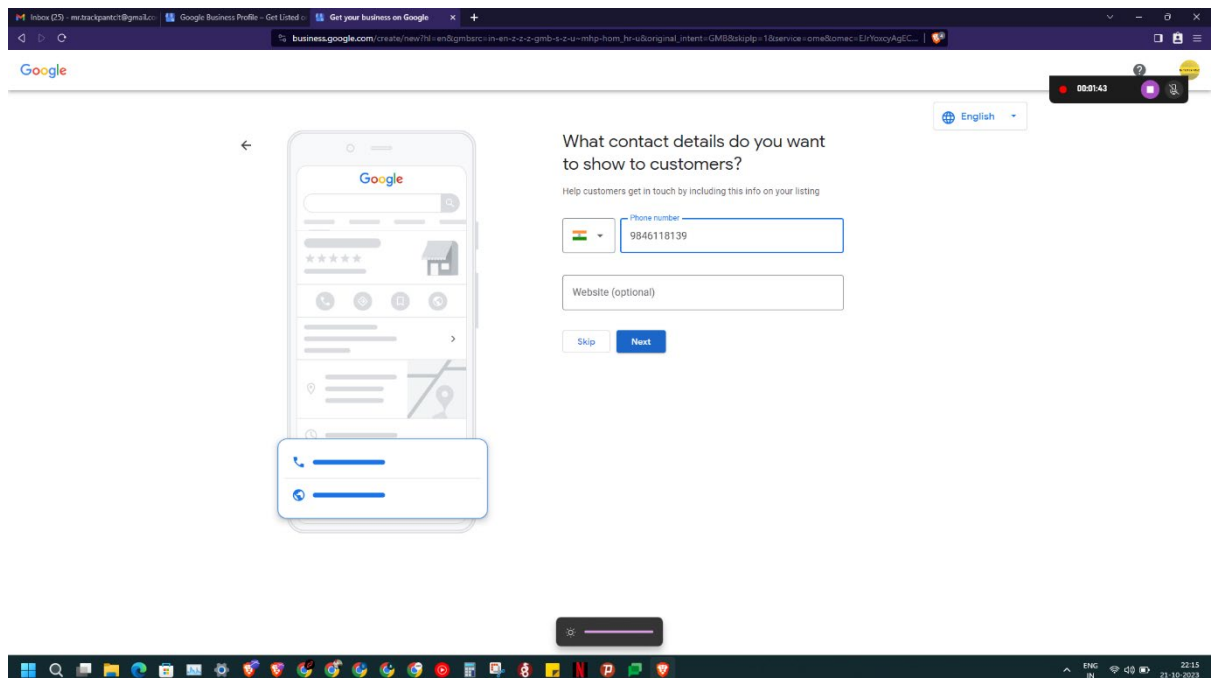 Inbox (25) - mr.trackpantclt@gmail.co
Google Business Profile – Get Listed o
Get your business on Google
business.google.com/create/new?hl=en&gmbsrc=in-en-z-z-z-gmb-s-z-u~mhp-hom_hr-u&original_intent=GMB&skiplp=1&service=ome&omec=EJrYoxcyAgEC...
Google
00:01:43
English
What contact details do you want
to show to customers?
Help customers get in touch by including this info on your listing
Google
Phone number
9846118139
Website (optional)
Skip
Next
ENG
IN
22:15
21-10-2023